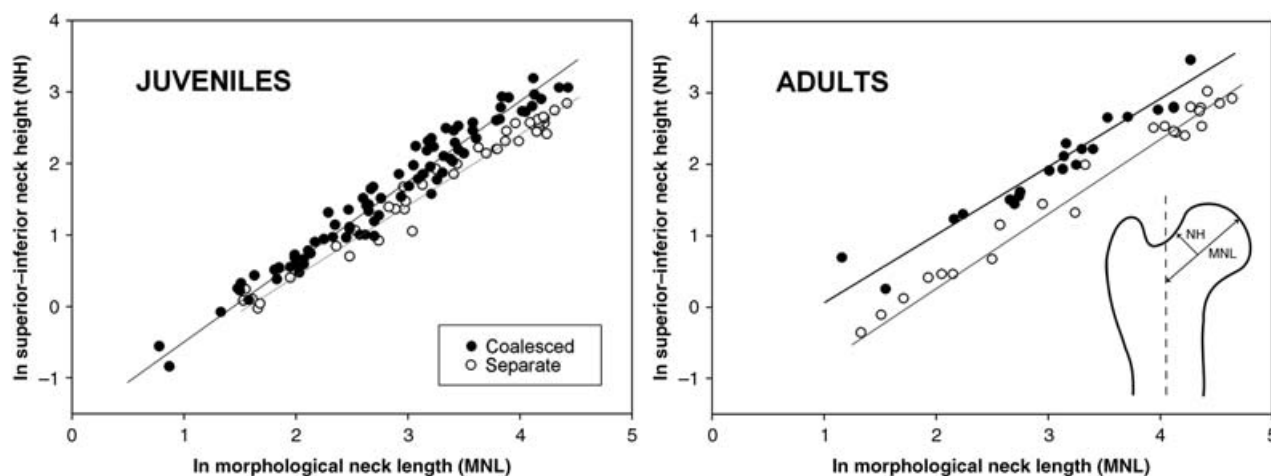 JUVENILES
ln superior–inferior neck height (NH)
4
3
2
1
0
–1
Coalesced
Separate
0 1 2 3 4 5
ln morphological neck length (MNL)
ADULTS
ln superior–inferior neck height (NH)
4
3
2
1
0
–1
NH
MNL
0 1 2 3 4 5
ln morphological neck length (MNL)